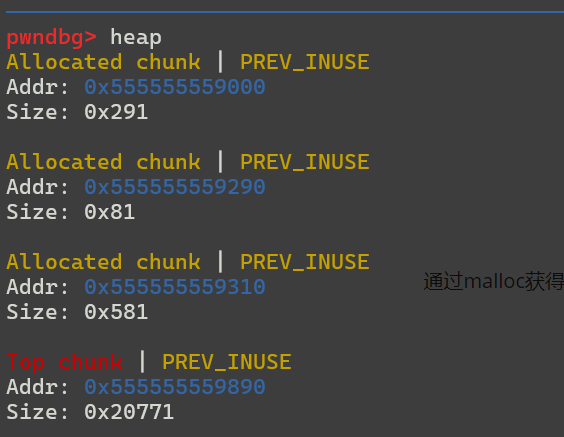 pwndbg> heap
Allocated chunk | PREV_INUSE
Addr: 0x555555559000
Size: 0x291
Allocated chunk | PREV_INUSE
Addr: 0x555555559290
Size: 0x81
Allocated chunk | PREV_INUSE
Addr: 0x555555559310
通过malloc获得
Size: 0x581
Top chunk | PREV_INUSE
Addr: 0x555555559890
Size: 0x20771